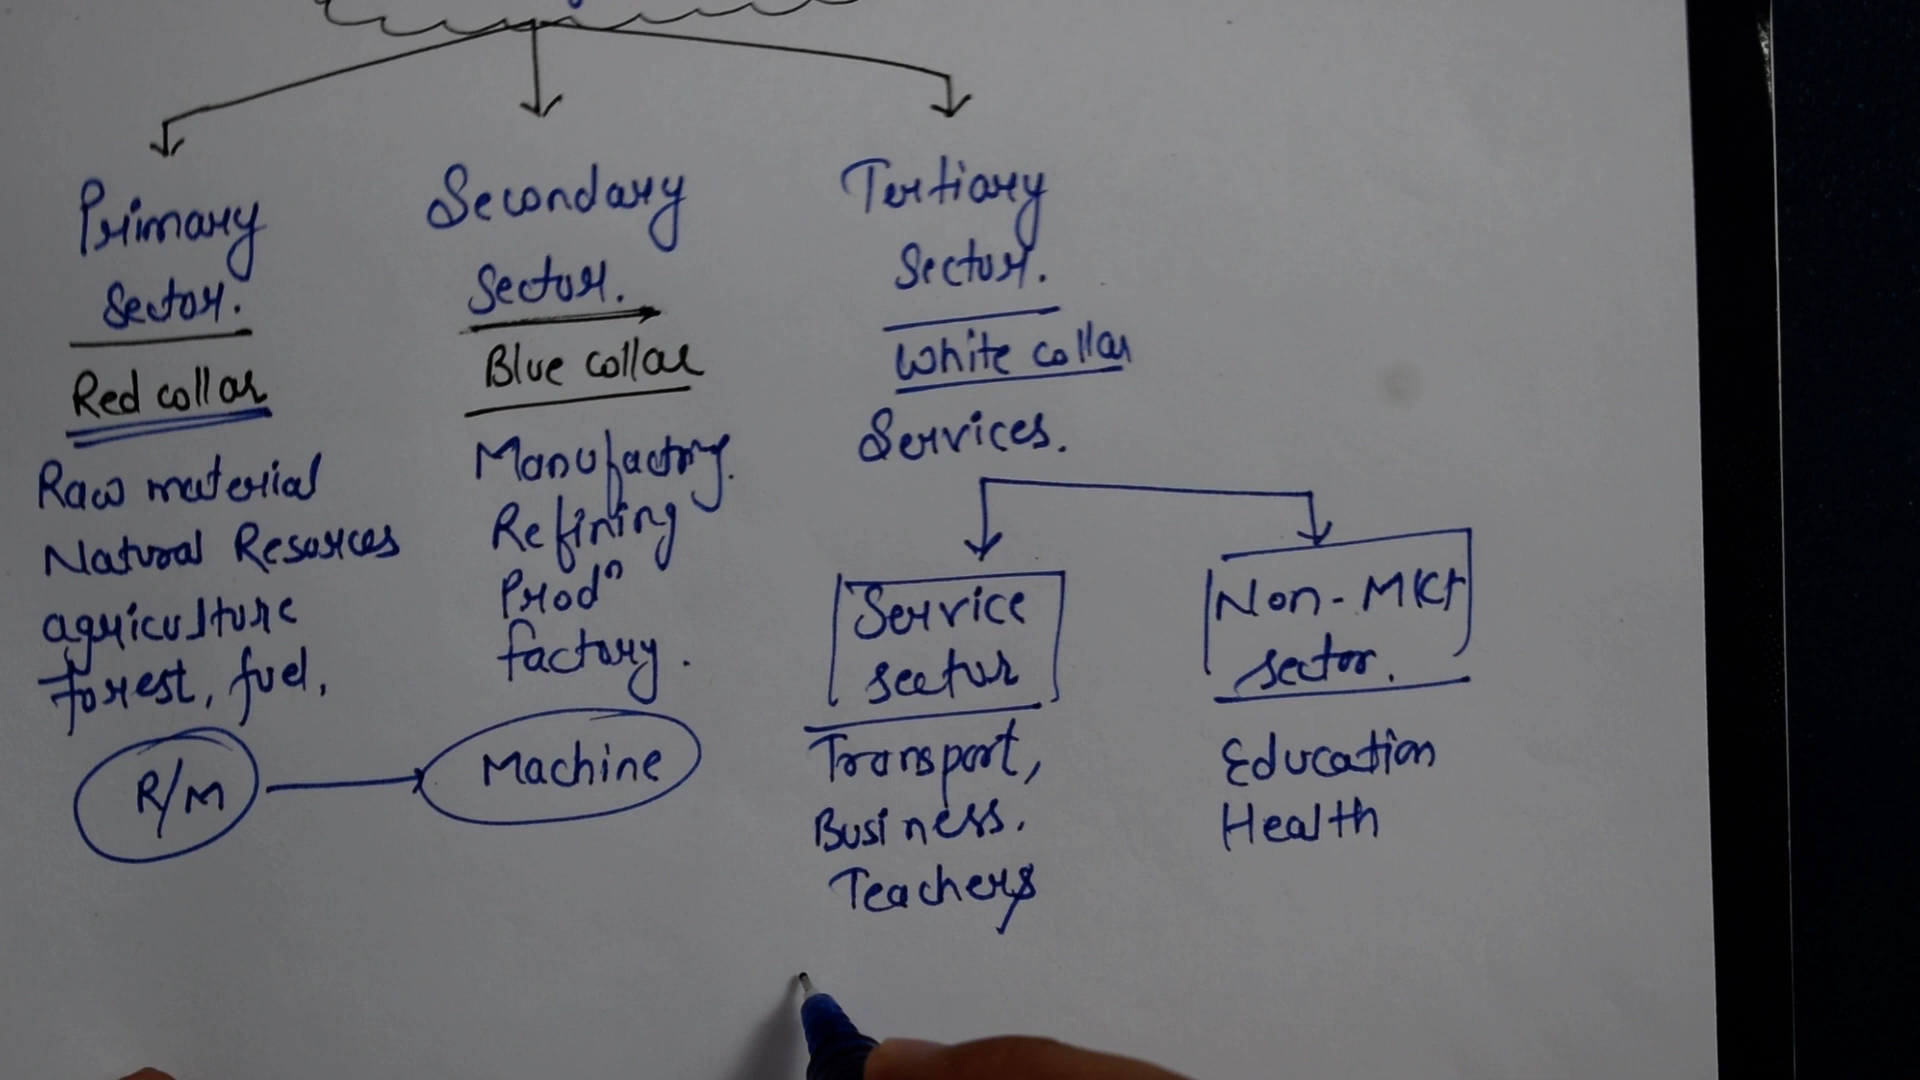 Primary
Sector.
Red collar
Raw material
Natural Resources
agriculture
forest, fuel,
R/M
Secondary
Sector.
Blue collar
Manufactring.
Refining
Prodⁿ
factory.
Machine
Tertiary
Sector.
White collar
Services.
Service
sector
Transport,
Business.
Teachers
Non-MKt
sector.
Education
Health